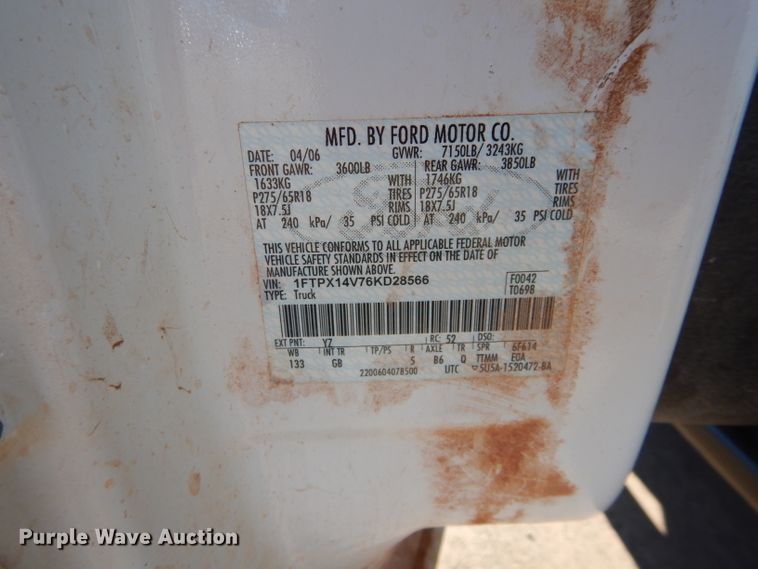 MFD. BY FORD MOTOR CO.
DATE: 04/06 GVWR: 7150LB/ 3243KG
FRONT GAWR: 3600LB REAR GAWR: 3850LB
1633KG WITH 1746KG WITH
P275/65R18 TIRES P275/65R18 TIRES
18X7.5J RIMS 18X7.5J RIMS
AT 240 kPa/ 35 PSI COLD AT 240 kPa/ 35 PSI COLD
THIS VEHICLE CONFORMS TO ALL APPLICABLE FEDERAL MOTOR
VEHICLE SAFETY STANDARDS IN EFFECT ON THE DATE OF
MANUFACTURE SHOWN ABOVE.
VIN: 1FTPX14V76KD28566 F0042
TYPE: Truck T0698
EXT PNT: YZ RC: 52 DSO:
WB INT TR TP/PS R AXLE TR SPR 6F614
133 GB 5 B6 Q TTMM E0A
2200604078500 UTC 5U5A-1520472-BA
Purple Wave Auction